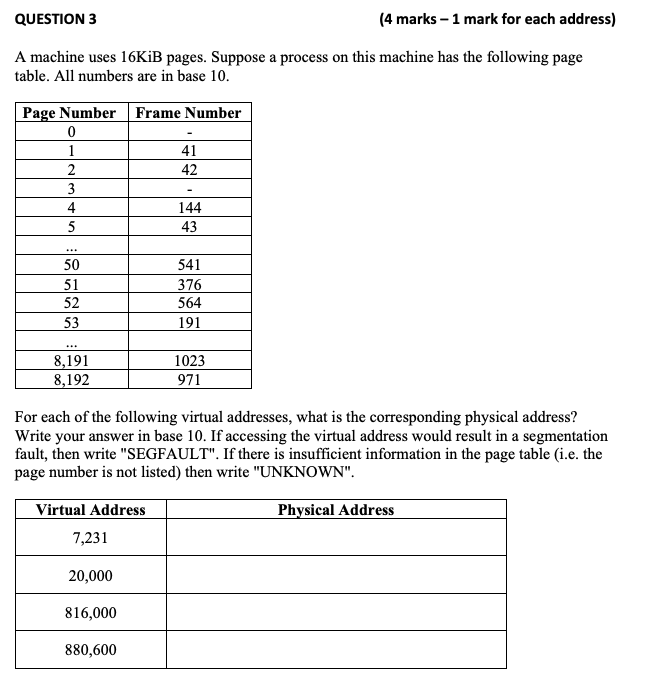 QUESTION 3 (4 marks – 1 mark for each address)
A machine uses 16KiB pages. Suppose a process on this machine has the following page
table. All numbers are in base 10.
Page Number Frame Number
0 -
1 41
2 42
3 -
4 144
5 43
...
50 541
51 376
52 564
53 191
...
8,191 1023
8,192 971
For each of the following virtual addresses, what is the corresponding physical address?
Write your answer in base 10. If accessing the virtual address would result in a segmentation
fault, then write "SEGFAULT". If there is insufficient information in the page table (i.e. the
page number is not listed) then write "UNKNOWN".
Virtual Address Physical Address
7,231
20,000
816,000
880,600